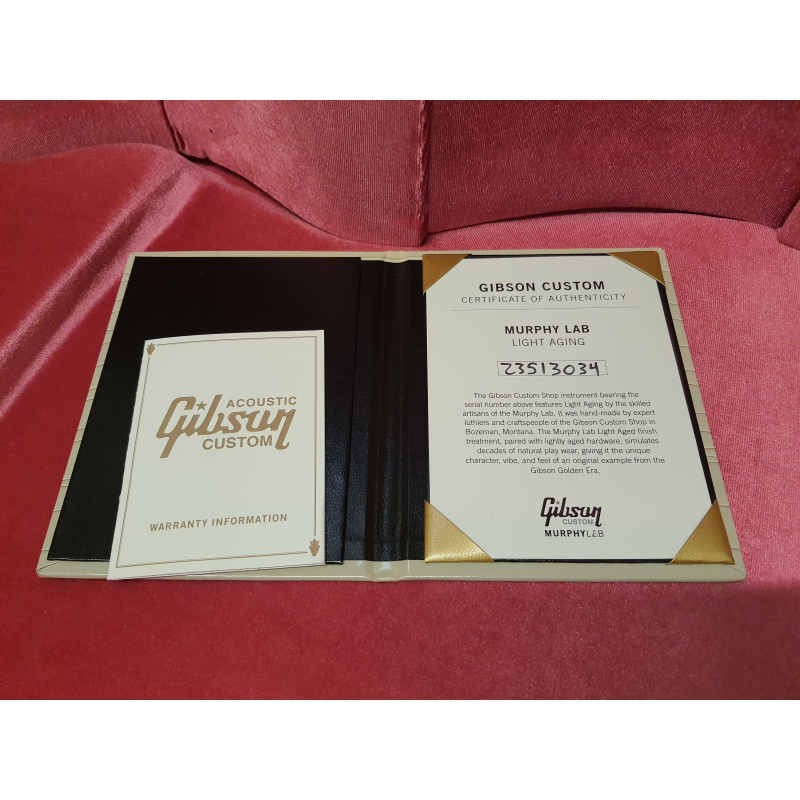 ACOUSTIC
Gibson
CUSTOM
WARRANTY INFORMATION
GIBSON CUSTOM
CERTIFICATE OF AUTHENTICITY
MURPHY LAB
LIGHT AGING
23513034
The Gibson Custom Shop instrument bearing the
serial number above features Light Aging by the skilled
artisans of the Murphy Lab. It was hand-made by expert
luthiers and craftspeople of the Gibson Custom Shop in
Bozeman, Montana. The Murphy Lab Light Aged finish
treatment, paired with lightly aged hardware, simulates
decades of natural play wear, giving it the unique
character, vibe, and feel of an original example from the
Gibson Golden Era.
Gibson
CUSTOM
MURPHYLAB